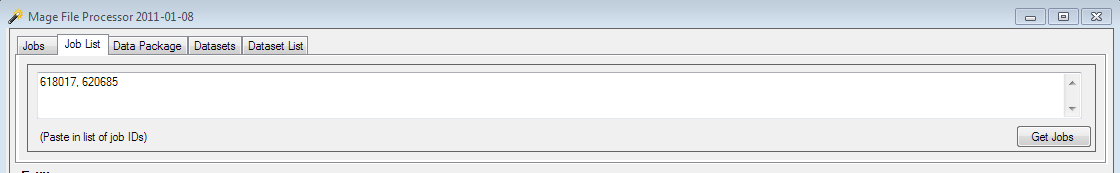 Mage File Processor 2011-01-08
Jobs Job List Data Package Datasets Dataset List
618017, 620685
(Paste in list of job IDs) Get Jobs